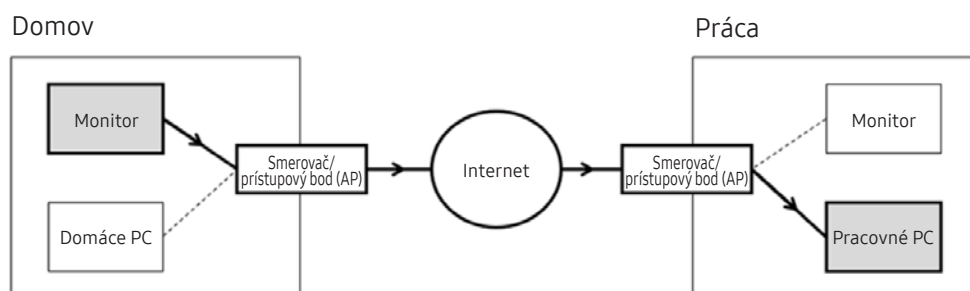 Domov
Práca
Monitor
Domáce PC
Smerovač/
prístupový bod (AP)
Internet
Smerovač/
prístupový bod (AP)
Monitor
Pracovné PC